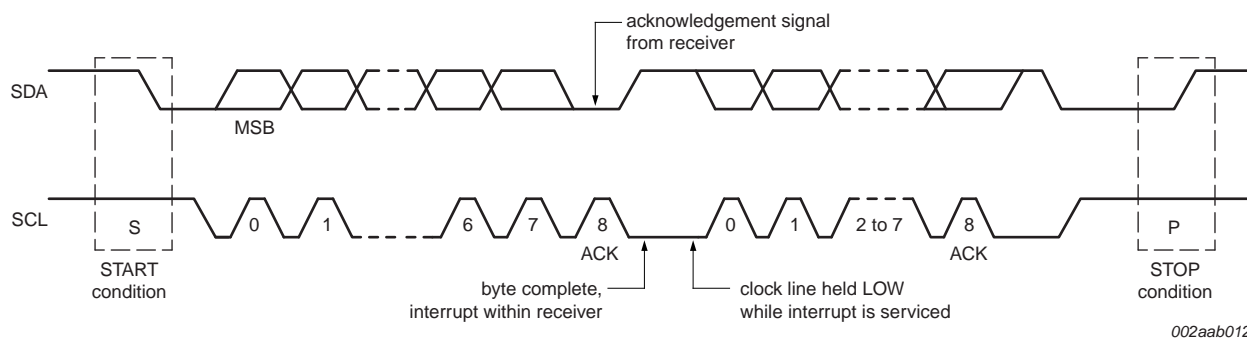 acknowledgement signal
from receiver
SDA
MSB
SCL
S
0
1
6
7
8
0
1
2 to 7
8
P
ACK
ACK
START
condition
byte complete,
interrupt within receiver
clock line held LOW
while interrupt is serviced
STOP
condition
002aab012